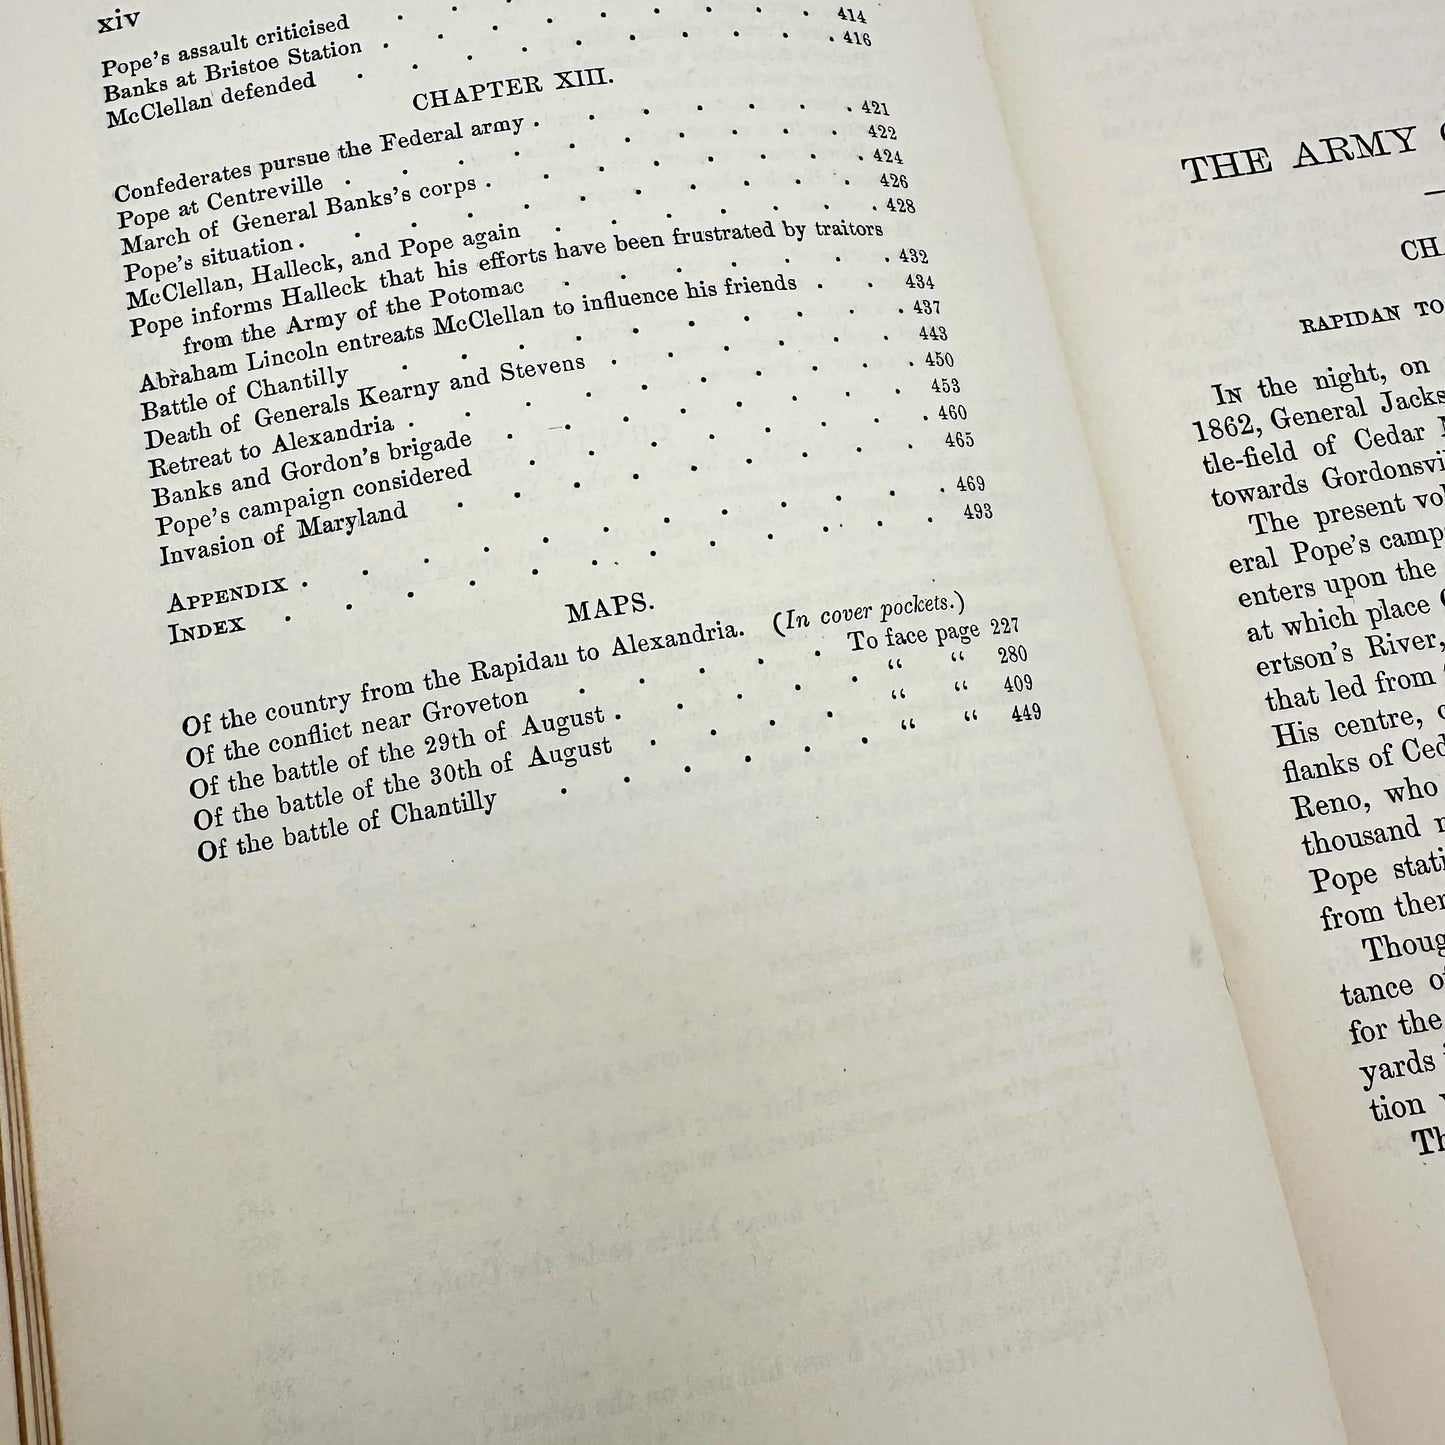 xiv
Pope's assault criticised . . . . . . . . 414
Banks at Bristoe Station . . . . . . . . 416
McClellan defended
CHAPTER XIII.
Confederates pursue the Federal army . . . . . . 421
Pope at Centreville . . . . . . . . . 422
March of General Banks's corps . . . . . . . 424
Pope's situation . . . . . . . . . . 426
McClellan, Halleck, and Pope again . . . . . . 428
Pope informs Halleck that his efforts have been frustrated by traitors
from the Army of the Potomac . . . . . . 432
Abraham Lincoln entreats McClellan to influence his friends . . 434
Battle of Chantilly . . . . . . . . . 437
Death of Generals Kearny and Stevens . . . . . 443
Retreat to Alexandria . . . . . . . . . 450
Banks and Gordon's brigade . . . . . . . 453
Pope's campaign considered . . . . . . . . 460
Invasion of Maryland . . . . . . . . 465
APPENDIX . . . . . . . . . . . 469
INDEX . . . . . . . . . . . 493
MAPS.
Of the country from the Rapidan to Alexandria. (In cover pockets.)
Of the conflict near Groveton . . . . . To face page 227
Of the battle of the 29th of August . . . . . “ “ 280
Of the battle of the 30th of August . . . . “ “ 409
Of the battle of Chantilly . . . . . . “ “ 449
THE ARMY
CH
RAPIDAN TO
IN the night, on
1862, General Jacks
tle-field of Cedar
towards Gordonsvil
The present vol
eral Pope's camp
enters upon the
at which place
ertson's River,
that led from
His centre,
flanks of Ced
Reno, who
thousand
Pope stati
from ther
Thoug
tance o
for the
yards
tion
Th